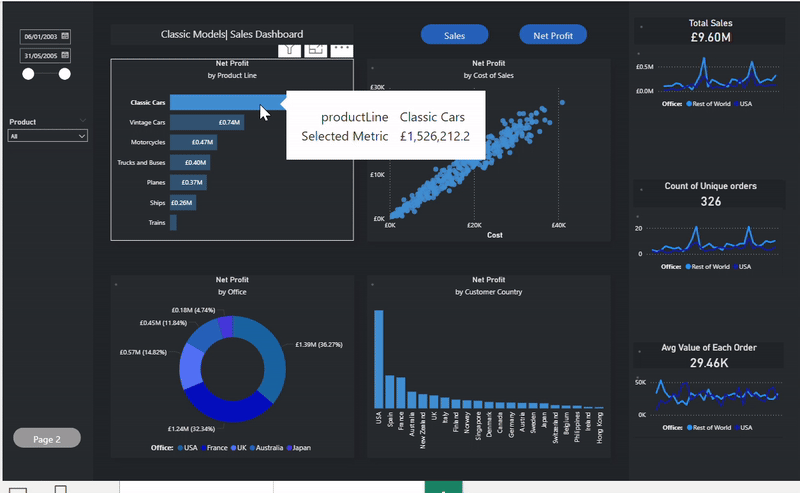 06/01/2003
31/05/2005
Product
All
Page 2
Classic Models| Sales Dashboard
Sales
Net Profit
Net Profit
by Product Line
Classic Cars
Vintage Cars
£0.74M
Motorcycles
£0.47M
Trucks and Buses
£0.40M
Planes
£0.37M
Ships
£0.26M
Trains
productLine Classic Cars
Selected Metric £1,526,212.2
Net Profit
by Cost of Sales
£30K
£10K
£0K
£0K
£20K
£40K
Cost
Net Profit
by Office
£0.18M (4.74%)
£0.45M (11.84%)
£0.57M (14.82%)
£1.39M (36.27%)
£1.24M (32.34%)
Office: USA France UK Australia Japan
Net Profit
by Customer Country
USA
Spain
France
Australia
New Zealand
UK
Italy
Finland
Norway
Singapore
Denmark
Canada
Germany
Austria
Sweden
Japan
Switzerland
Belgium
Philippines
Ireland
Hong Kong
Total Sales
£9.60M
£0.5M
£0.0M
Office: Rest of World USA
Count of Unique orders
326
20
0
Office: Rest of World USA
Avg Value of Each Order
29.46K
50K
0K
Office: Rest of World USA